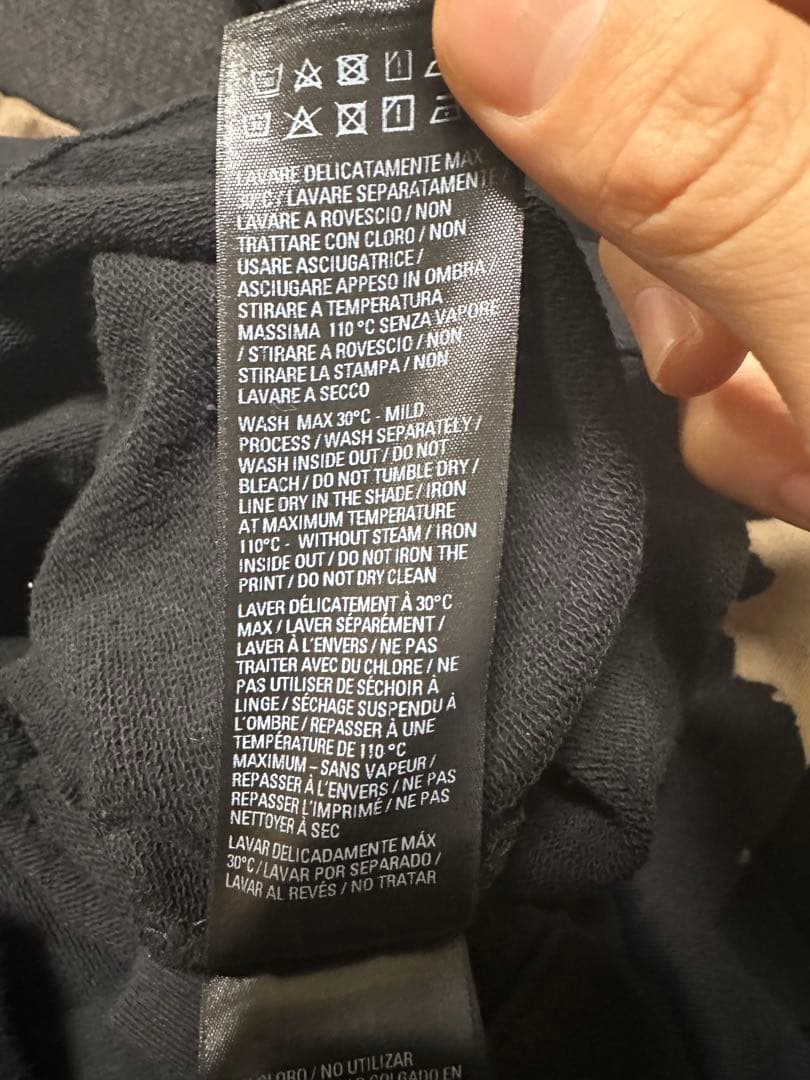 LAVARE DELICATAMENTE MAX
30°C / LAVARE SEPARATAMENTE /
LAVARE A ROVESCIO / NON
TRATTARE CON CLORO / NON
USARE ASCIUGATRICE /
ASCIUGARE APPESO IN OMBRA /
STIRARE A TEMPERATURA
MASSIMA 110 °C SENZA VAPORE
/ STIRARE A ROVESCIO / NON
STIRARE LA STAMPA / NON
LAVARE A SECCO
WASH MAX 30°C - MILD
PROCESS / WASH SEPARATELY /
WASH INSIDE OUT / DO NOT
BLEACH / DO NOT TUMBLE DRY /
LINE DRY IN THE SHADE / IRON
AT MAXIMUM TEMPERATURE
110°C - WITHOUT STEAM / IRON
INSIDE OUT / DO NOT IRON THE
PRINT / DO NOT DRY CLEAN
LAVER DÉLICATEMENT À 30°C
MAX / LAVER SÉPARÉMENT /
LAVER À L'ENVERS / NE PAS
TRAITER AVEC DU CHLORE / NE
PAS UTILISER DE SÉCHOIR À
LINGE / SÉCHAGE SUSPENDU À
L'OMBRE / REPASSER À UNE
TEMPÉRATURE DE 110 °C
MAXIMUM – SANS VAPEUR /
REPASSER À L'ENVERS / NE PAS
REPASSER L'IMPRIMÉ / NE PAS
NETTOYER À SEC
LAVAR DELICADAMENTE MÁX
30°C / LAVAR POR SEPARADO /
LAVAR AL REVÉS / NO TRATAR
CLORO / NO UTILIZAR
COLGADO EN